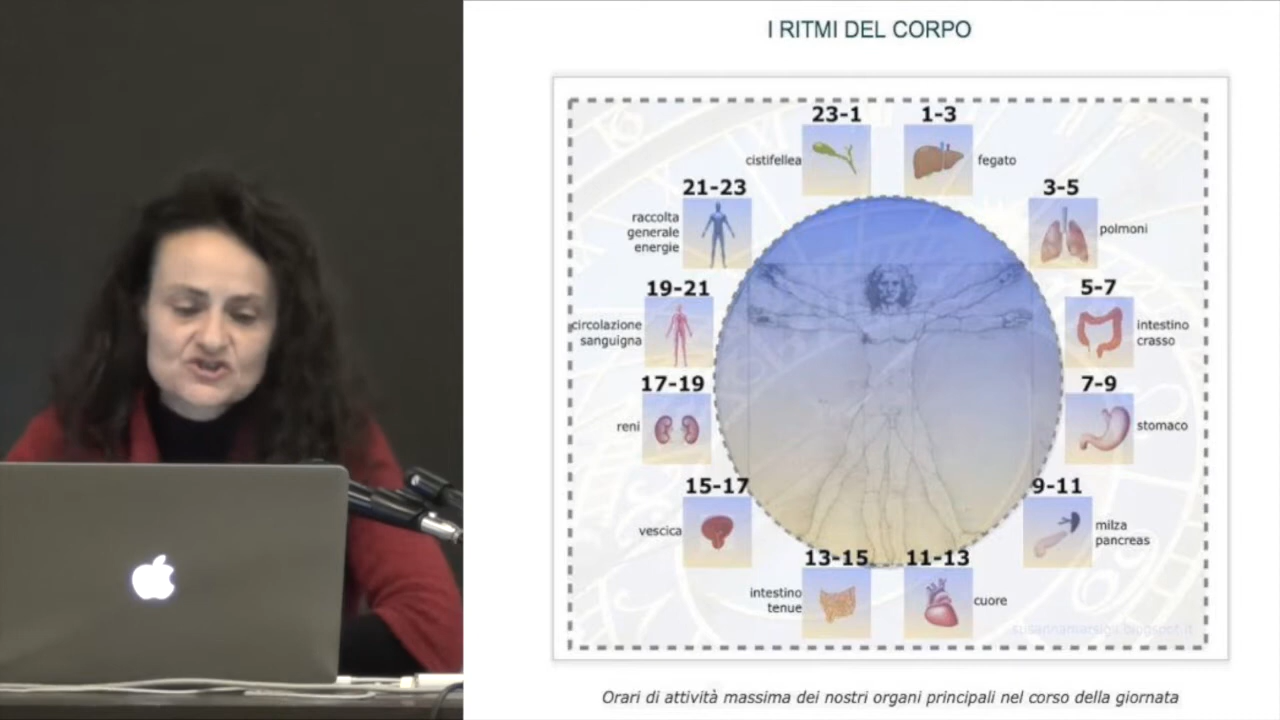 I RITMI DEL CORPO
23-1
cistifellea
1-3
fegato
21-23
raccolta
generale
energie
3-5
polmoni
19-21
circolazione
sanguigna
5-7
intestino
crasso
17-19
reni
7-9
stomaco
15-17
vescica
9-11
milza
pancreas
13-15
intestino
tenue
11-13
cuore
susannamarsiga.blogspot.it
Orari di attività massima dei nostri organi principali nel corso della giornata